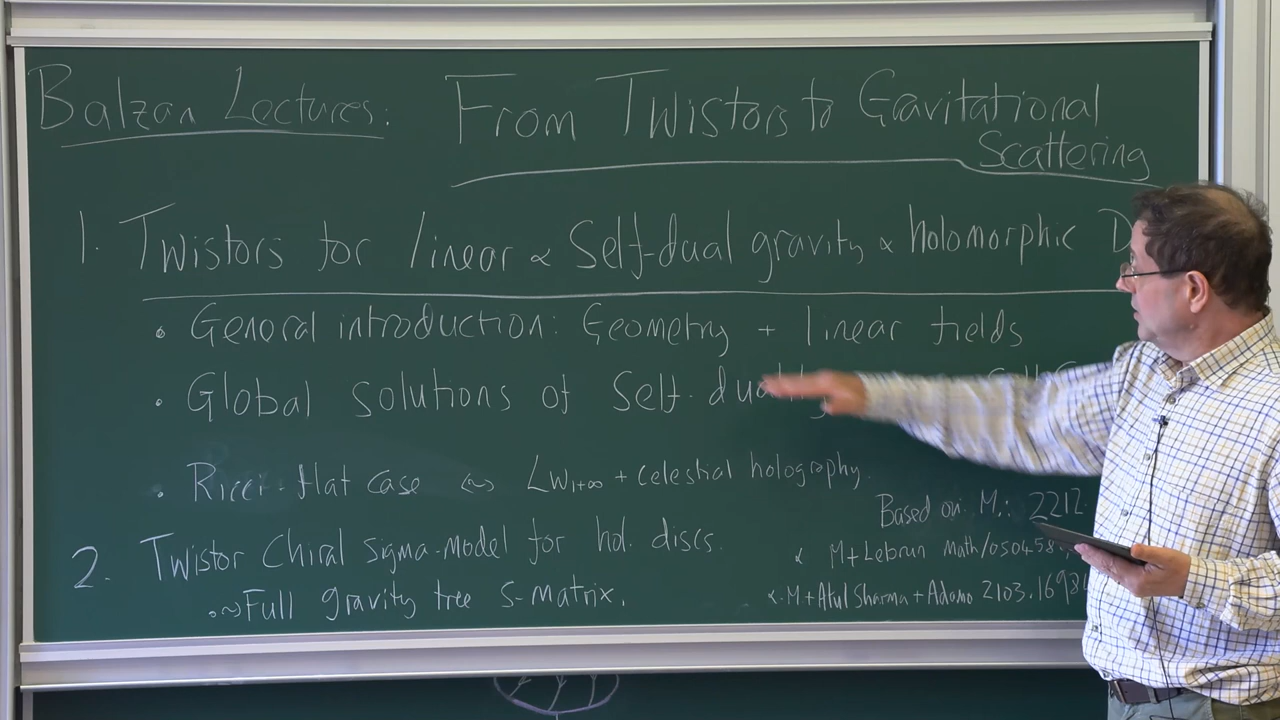 Balzan Lectures: From Twistors to Gravitational
Scattering
1. Twistors for linear & Self-dual gravity & holomorphic D
• General introduction: Geometry + linear fields
• Global solutions of Self-duality
• Ricci-flat case ↔ Lw1+∞ + celestial holography.
Based on M.: 2212.
2. Twistor Chiral sigma-model for hol. discs.
& M+Lebrun math/050458
• ~> Full gravity tree S-matrix.
& M+Atul Sharma+Adamo 2103.1698